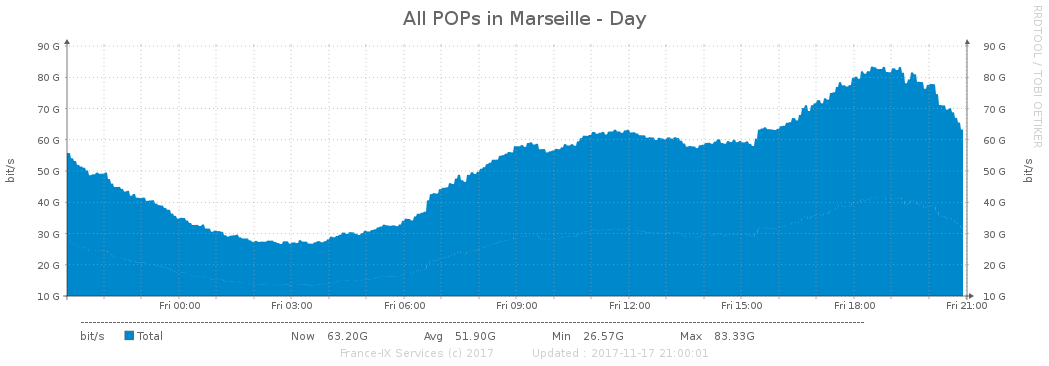 All POPs in Marseille - Day
RRDTOOL / TOBI OETIKER
90 G 90 G
80 G 80 G
70 G 70 G
60 G 60 G
50 G 50 G
40 G 40 G
30 G 30 G
20 G 20 G
10 G 10 G
bit/s bit/s
Fri 00:00 Fri 03:00 Fri 06:00 Fri 09:00 Fri 12:00 Fri 15:00 Fri 18:00 Fri 21:00
bit/s Total Now 63.20G Avg 51.90G Min 26.57G Max 83.33G
France-IX Services (c) 2017 Updated : 2017-11-17 21:00:01